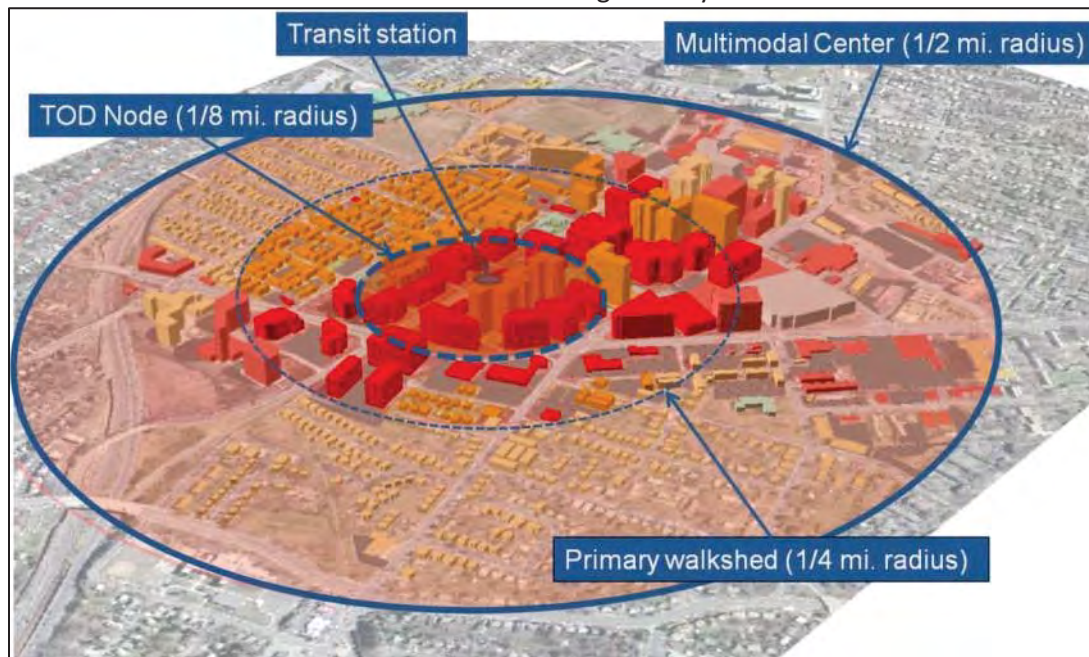 Transit station
Multimodal Center (1/2 mi. radius)
TOD Node (1/8 mi. radius)
Primary walkshed (1/4 mi. radius)